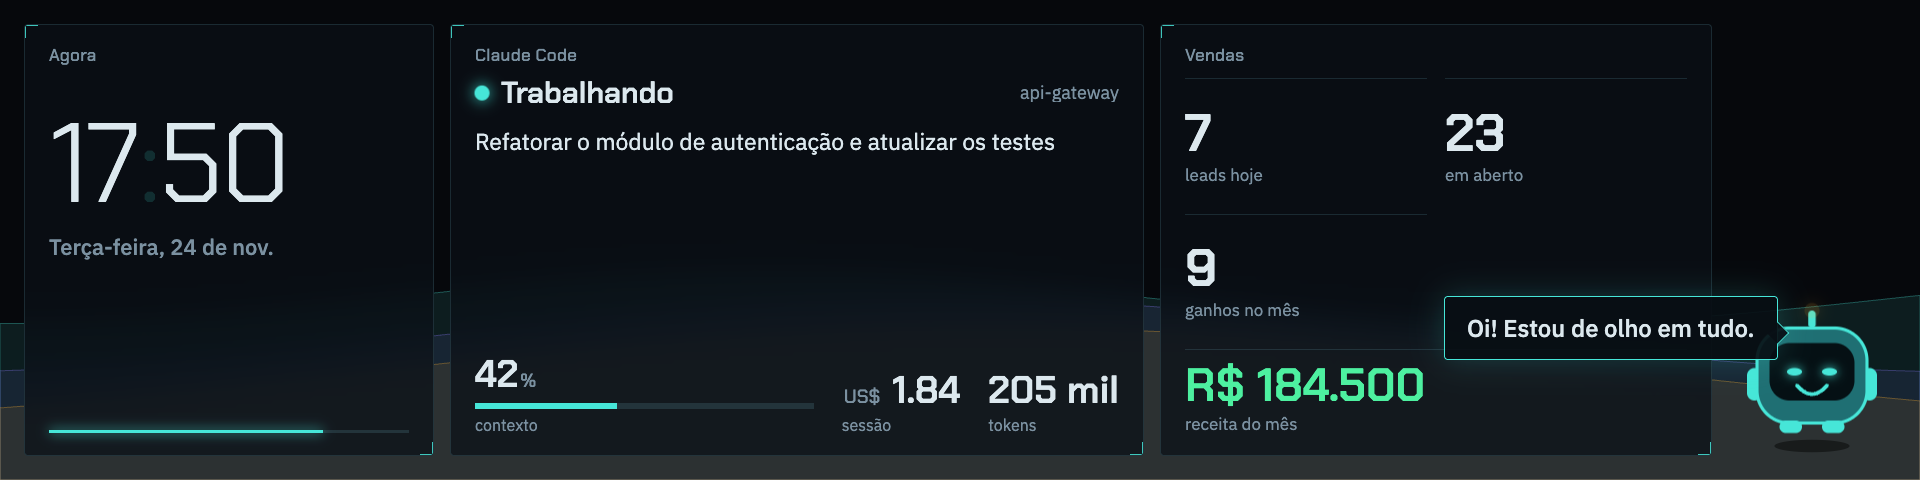 Agora
17:50
Terça-feira, 24 de nov.
Claude Code
Trabalhando
api-gateway
Refatorar o módulo de autenticação e atualizar os testes
42%
contexto
US$ 1.84
sessão
205 mil
tokens
Vendas
7
leads hoje
23
em aberto
9
ganhos no mês
R$ 184.500
receita do mês
Oi! Estou de olho em tudo.